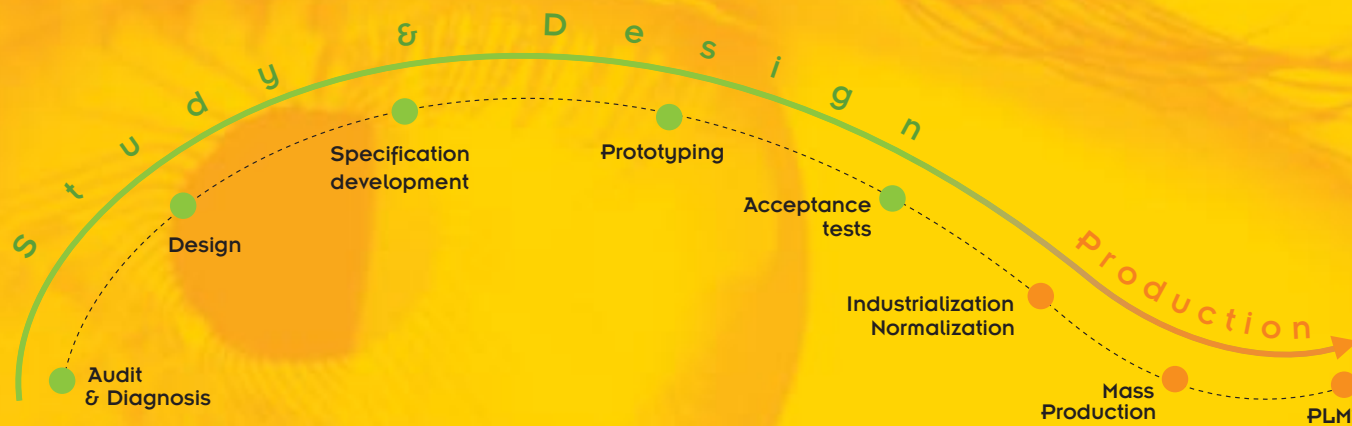 Study & Design
Production
Audit
& Diagnosis
Design
Specification
development
Prototyping
Acceptance
tests
Industrialization
Normalization
Mass
Production
PLM